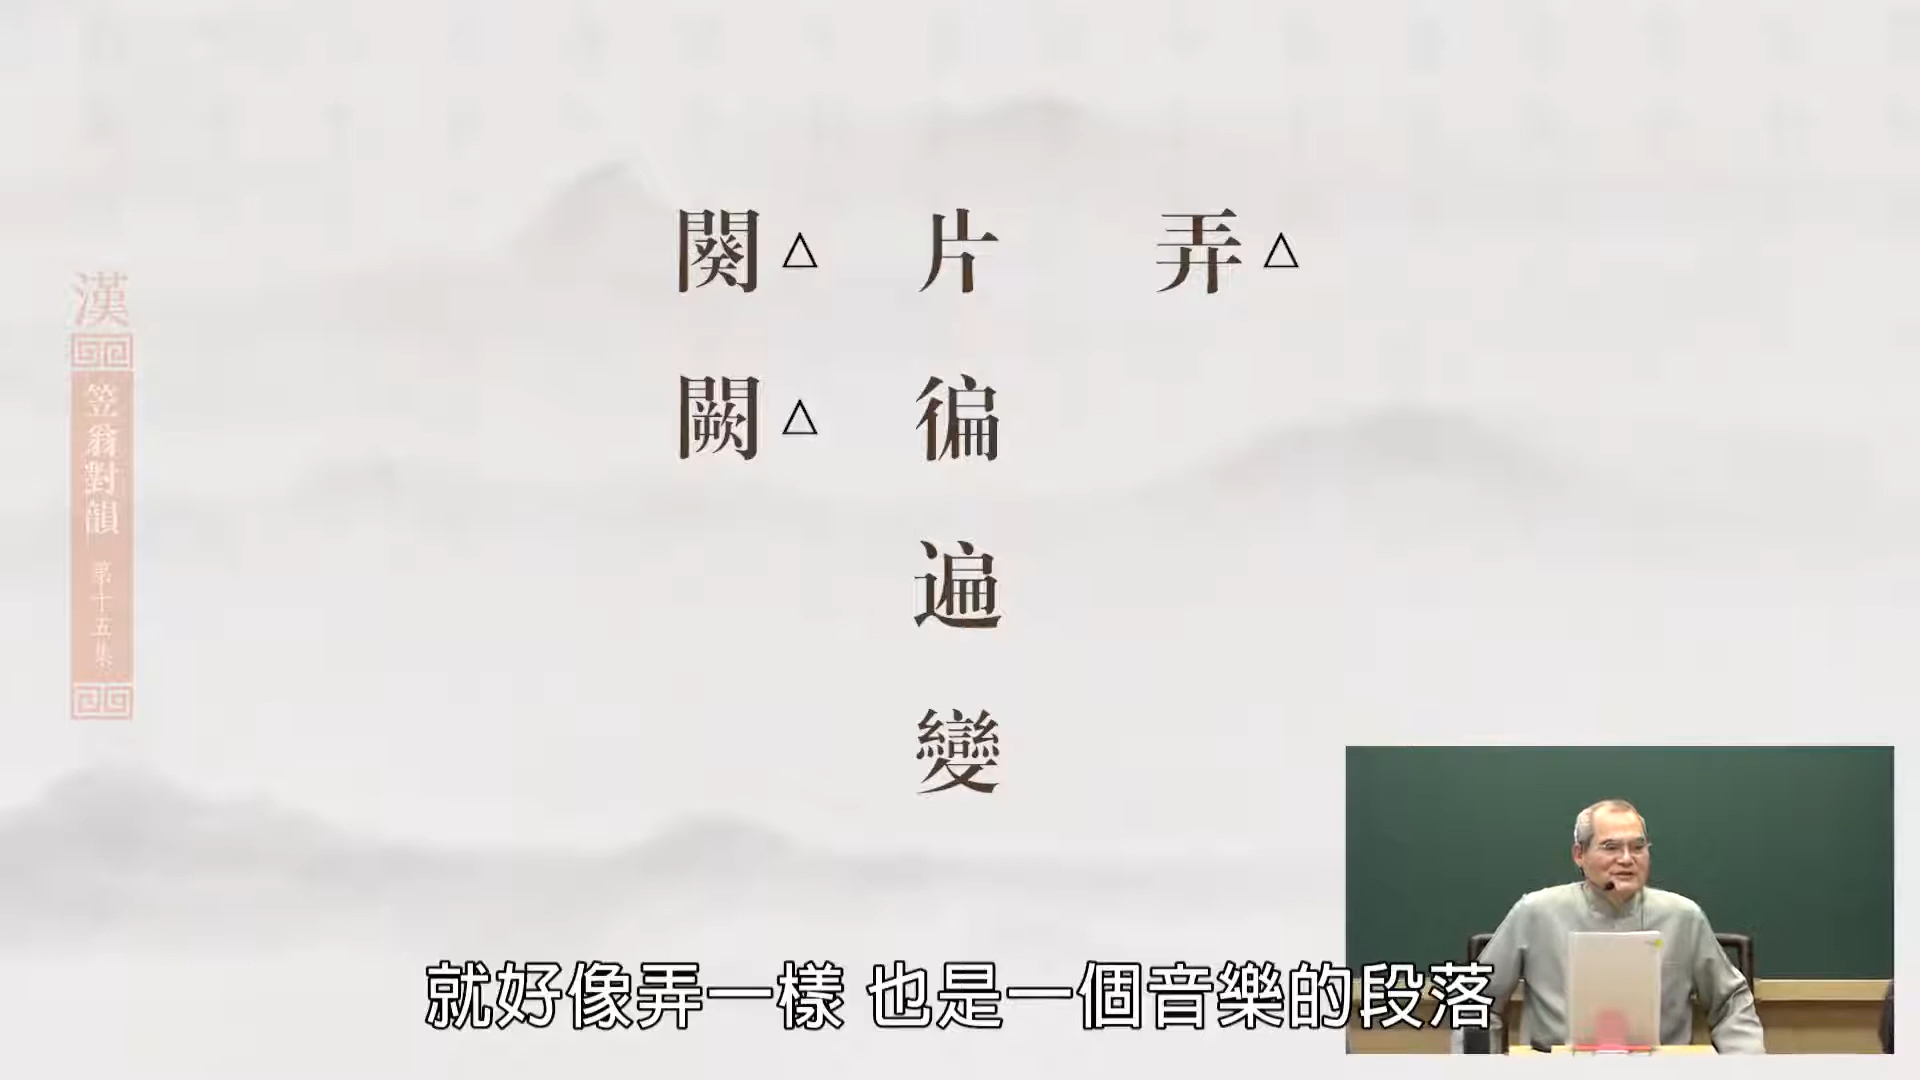 闋△ 片 弄△
闕△ 徧
遍
變
漢
笠翁對韻
第十五集
就好像弄一樣 也是一個音樂的段落